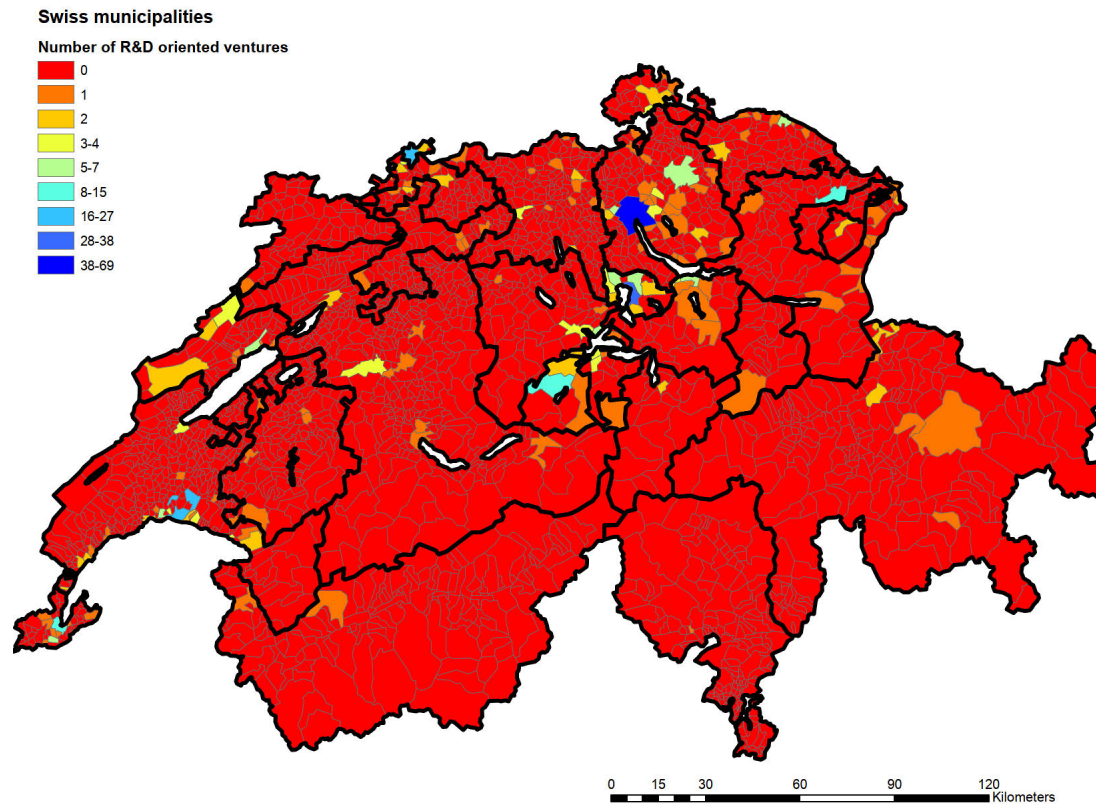 Swiss municipalities
Number of R&D oriented ventures
0
1
2
3-4
5-7
8-15
16-27
28-38
38-69
0 15 30 60 90 120
Kilometers